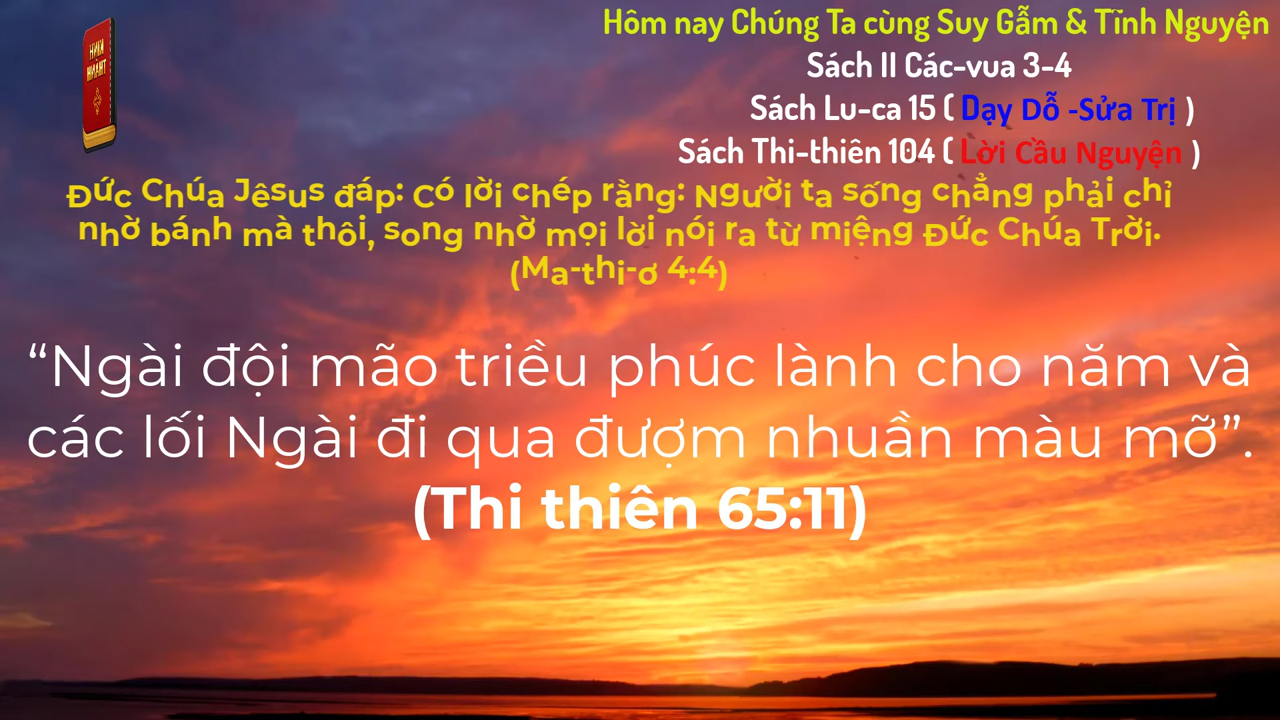 Hôm nay Chúng Ta cùng Suy Gẫm & Tĩnh Nguyện
Sách II Các-vua 3-4
Sách Lu-ca 15 ( Dạy Dỗ -Sửa Trị )
Sách Thi-thiên 104 ( Lời Cầu Nguyện )
KINH
THÁNH
Đức Chúa Jêsus đáp: Có lời chép rằng: Người ta sống chẳng phải chỉ
nhờ bánh mà thôi, song nhờ mọi lời nói ra từ miệng Đức Chúa Trời.
(Ma-thi-ơ 4:4)
“Ngài đội mão triều phúc lành cho năm và
các lối Ngài đi qua đượm nhuần màu mỡ”.
(Thi thiên 65:11)